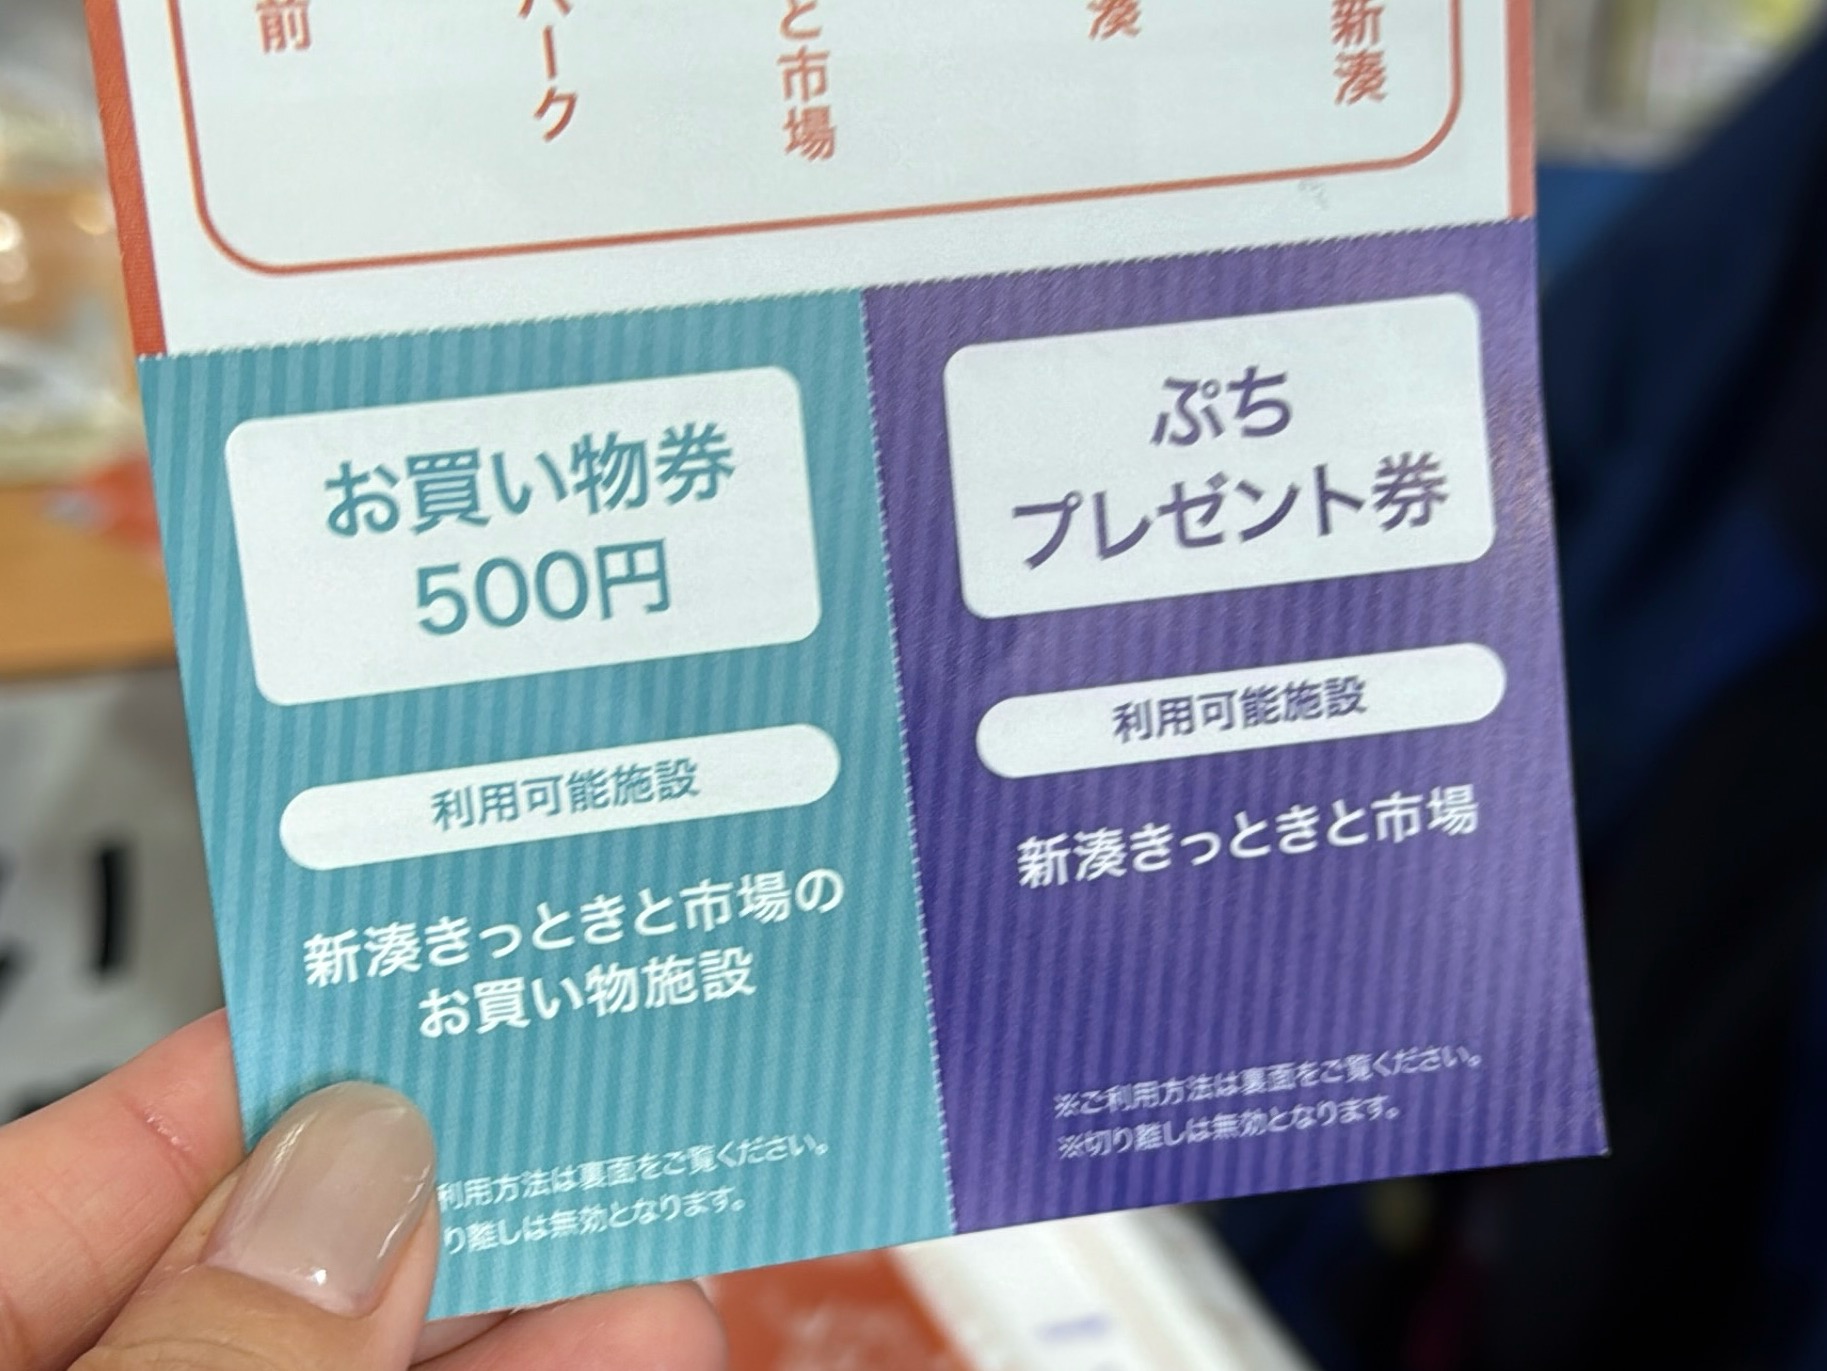 前
パーク
と市場
湊
新湊
お買い物券
500円
利用可能施設
新湊きっときと市場の
お買い物施設
利用方法は裏面をご覧ください。
り離しは無効となります。
ぷち
プレゼント券
利用可能施設
新湊きっときと市場
※ご利用方法は裏面をご覧ください。
※切り離しは無効となります。